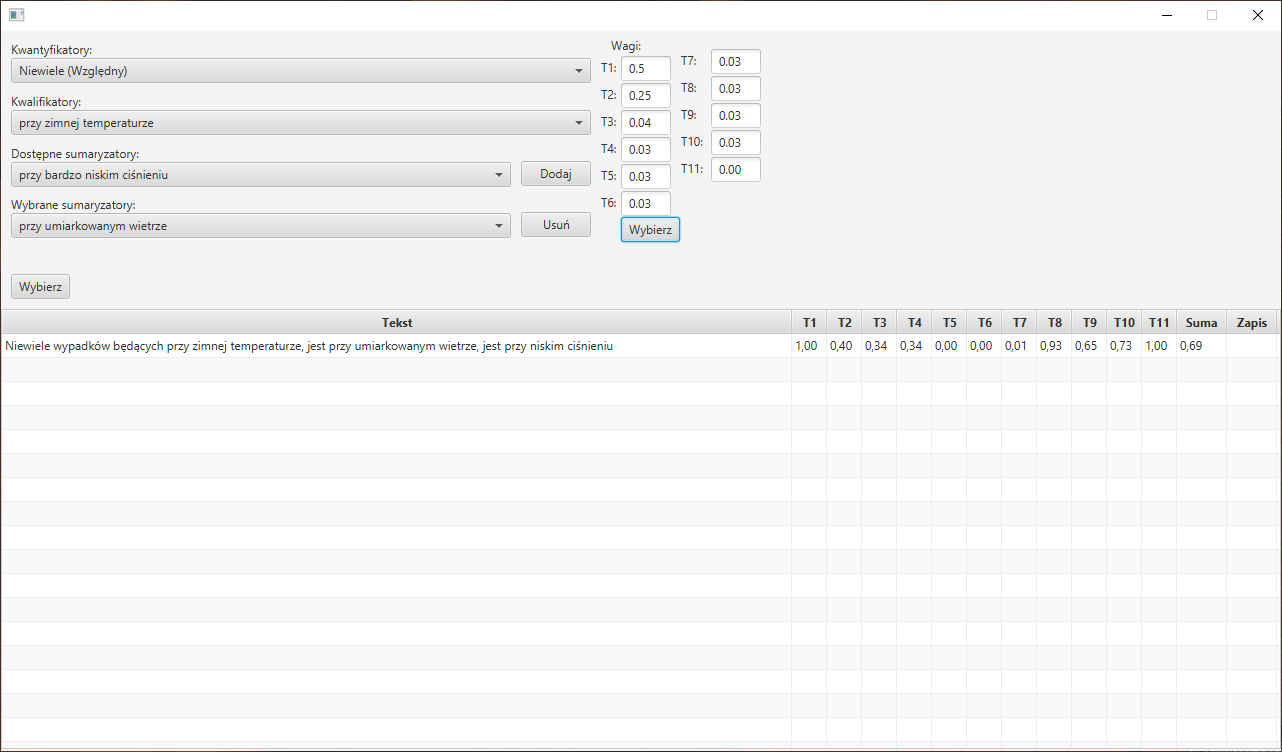 Kwantyfikatory:
Niewiele (Względny)
Kwalifikatory:
przy zimnej temperaturze
Dostępne sumaryzatory:
przy bardzo niskim ciśnieniu
Dodaj
Wybrane sumaryzatory:
przy umiarkowanym wietrze
Usuń
Wagi:
T1: 0.5
T2: 0.25
T3: 0.04
T4: 0.03
T5: 0.03
T6: 0.03
Wybierz
T7: 0.03
T8: 0.03
T9: 0.03
T10: 0.03
T11: 0.00
Wybierz
Tekst T1 T2 T3 T4 T5 T6 T7 T8 T9 T10 T11 Suma Zapis
Niewiele wypadków będących przy zimnej temperaturze, jest przy umiarkowanym wietrze, jest przy niskim ciśnieniu 1,00 0,40 0,34 0,34 0,00 0,00 0,01 0,93 0,65 0,73 1,00 0,69